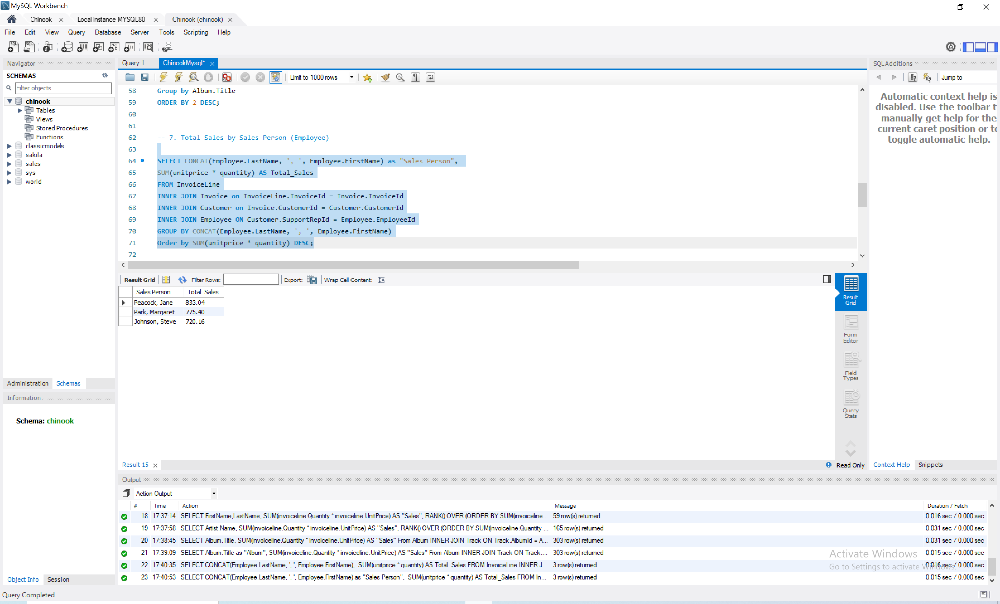 MySQL Workbench
Chinook
Local instance MYSQL80
Chinook (chinook)
File Edit View Query Database Server Tools Scripting Help
Navigator
SCHEMAS
Filter objects
chinook
Tables
Views
Stored Procedures
Functions
classicmodels
sakila
sales
sys
world
Administration Schemas
Information
Schema: chinook
Object Info Session
Query 1
ChinookMysql*
Limit to 1000 rows
58 Group by Album.Title
59 ORDER BY 2 DESC;
60
61
62 -- 7. Total Sales by Sales Person (Employee)
63
64 SELECT CONCAT(Employee.LastName, ', ', Employee.FirstName) as "Sales Person",
65 SUM(unitprice * quantity) AS Total_Sales
66 FROM InvoiceLine
67 INNER JOIN Invoice on InvoiceLine.InvoiceId = Invoice.InvoiceId
68 INNER JOIN Customer on Invoice.CustomerId = Customer.CustomerId
69 INNER JOIN Employee ON Customer.SupportRepId = Employee.EmployeeId
70 GROUP BY CONCAT(Employee.LastName, ', ', Employee.FirstName)
71 Order by SUM(unitprice * quantity) DESC;
72
Result Grid Filter Rows: Export: Wrap Cell Content:
Sales Person Total_Sales
Peacock, Jane 833.04
Park, Margaret 775.40
Johnson, Steve 720.16
Result Grid
Form Editor
Field Types
Query Stats
Result 15
Read Only
SQLAdditions
Jump to
Automatic context help is
disabled. Use the toolbar t
manually get help for the
current caret position or to
toggle automatic help.
Context Help Snippets
Output
Action Output
# Time Action Message Duration / Fetch
18 17:37:14 SELECT FirstName,LastName, SUM(invoiceline.Quantity * invoiceline.UnitPrice) AS "Sales", RANK() OVER (ORDER BY SUM(invoiceline... 59 row(s) returned 0.016 sec / 0.000 sec
19 17:37:58 SELECT Artist.Name, SUM(invoiceline.Quantity * invoiceline.UnitPrice) AS "Sales", RANK() OVER (ORDER BY SUM(invoiceline.Quantity ... 165 row(s) returned 0.031 sec / 0.000 sec
20 17:38:45 SELECT Album.Title, SUM(invoiceline.Quantity * invoiceline.UnitPrice) AS "Sales" From Album INNER JOIN Track ON Track.AlbumId = A... 303 row(s) returned 0.031 sec / 0.000 sec
21 17:39:09 SELECT Album.Title as "Album", SUM(invoiceline.Quantity * invoiceline.UnitPrice) AS "Sales" From Album INNER JOIN Track ON Track.... 303 row(s) returned 0.015 sec / 0.000 sec
22 17:40:35 SELECT CONCAT(Employee.LastName, ', ', Employee.FirstName), SUM(unitprice * quantity) AS Total_Sales FROM InvoiceLine INNER J... 3 row(s) returned 0.016 sec / 0.000 sec
23 17:40:53 SELECT CONCAT(Employee.LastName, ', ', Employee.FirstName) as "Sales Person", SUM(unitprice * quantity) AS Total_Sales FROM In... 3 row(s) returned 0.015 sec / 0.000 sec
Activate Windows
Go to Settings to activate Windows.
Query Completed